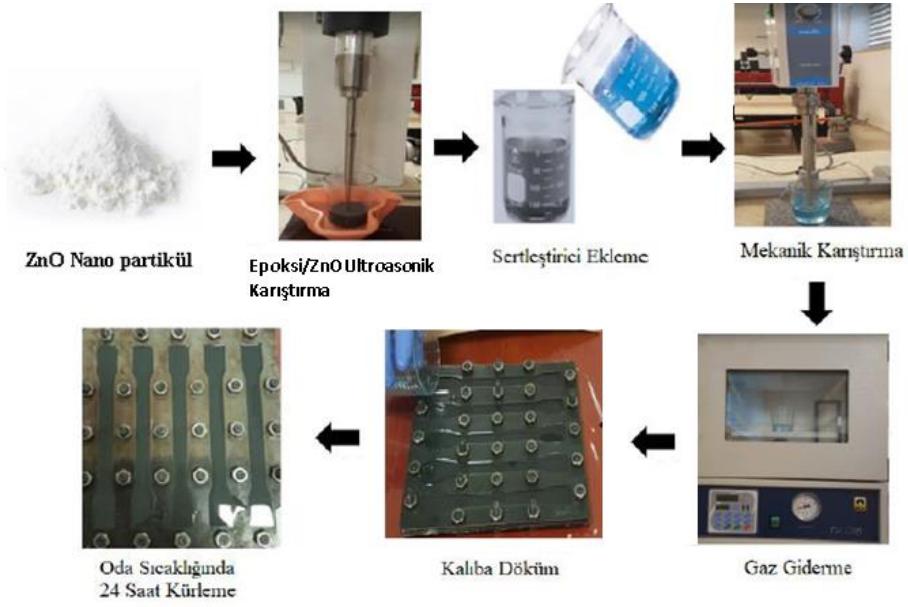 ZnO Nano partikül
Epoksi/ZnO Ultroasonik
Karıştırma
Sertleştirici Ekleme
Mekanik Karıştırma
Gaz Giderme
Kalıba Döküm
Oda Sıcaklığında
24 Saat Kürleme